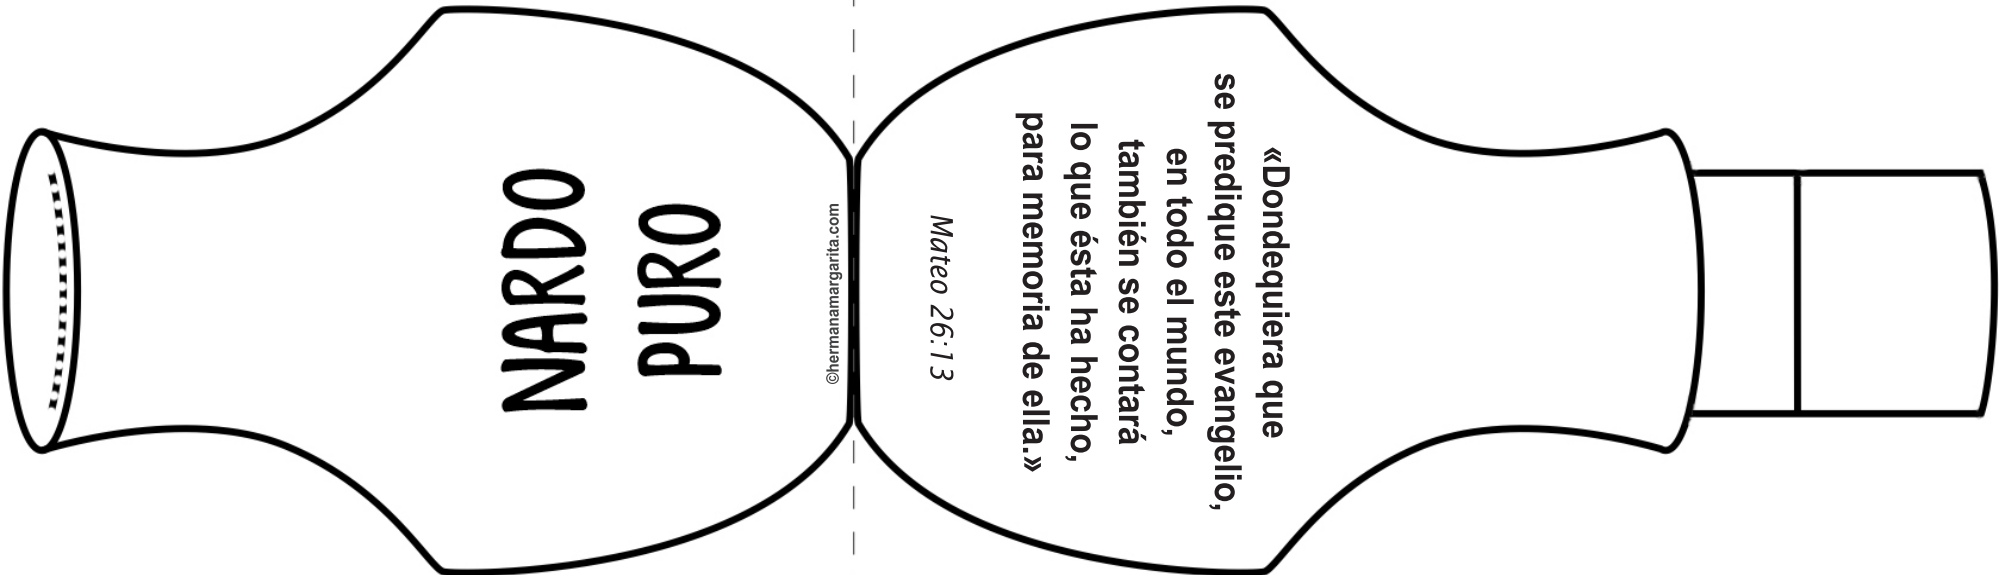 NARDO
PURO
©hermanamargarita.com
«Dondequiera que
se predique este evangelio,
en todo el mundo,
también se contará
lo que ésta ha hecho,
para memoria de ella.»
Mateo 26:13